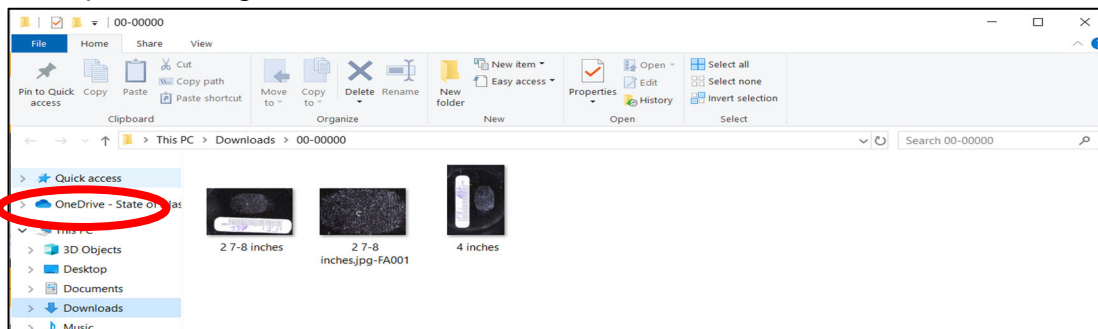 00-00000
File Home Share View
Pin to Quick access
Copy
Paste
Cut
Copy path
Paste shortcut
Clipboard
Move to
Copy to
Delete
Rename
Organize
New folder
New item
Easy access
New
Properties
Open
Edit
History
Open
Select all
Select none
Invert selection
Select
This PC > Downloads > 00-00000
Search 00-00000
Quick access
OneDrive - State of
This PC
3D Objects
Desktop
Documents
Downloads
Music
2 7-8 inches
2 7-8
inches.jpg-FA001
4 inches